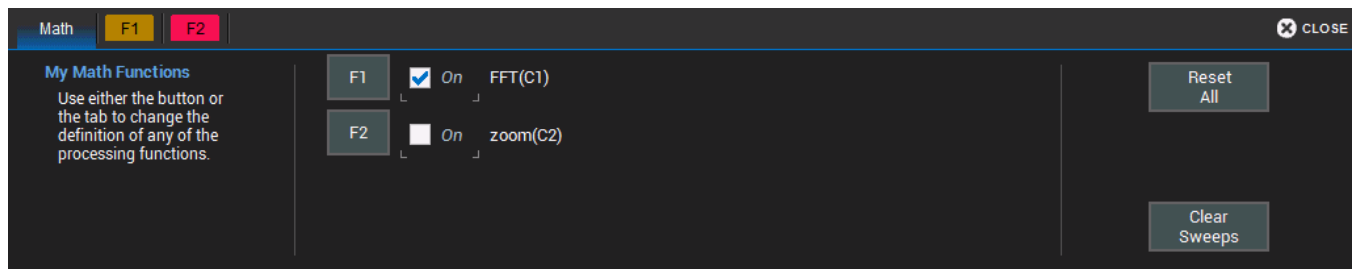 Math F1 F2 CLOSE
My Math Functions
Use either the button or
the tab to change the
definition of any of the
processing functions.
F1 On FFT(C1)
F2 On zoom(C2)
Reset
All
Clear
Sweeps